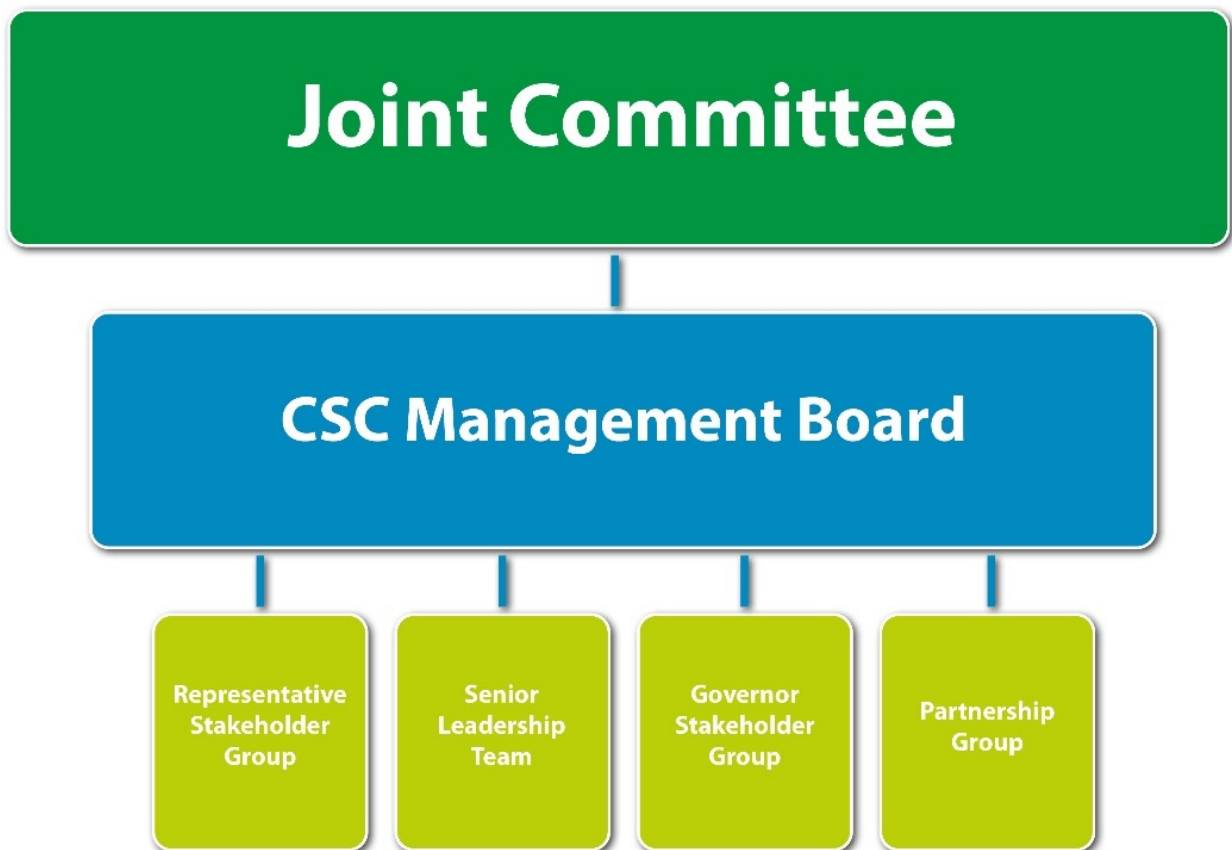 Joint Committee
CSC Management Board
Representative
Stakeholder
Group
Senior
Leadership
Team
Governor
Stakeholder
Group
Partnership
Group